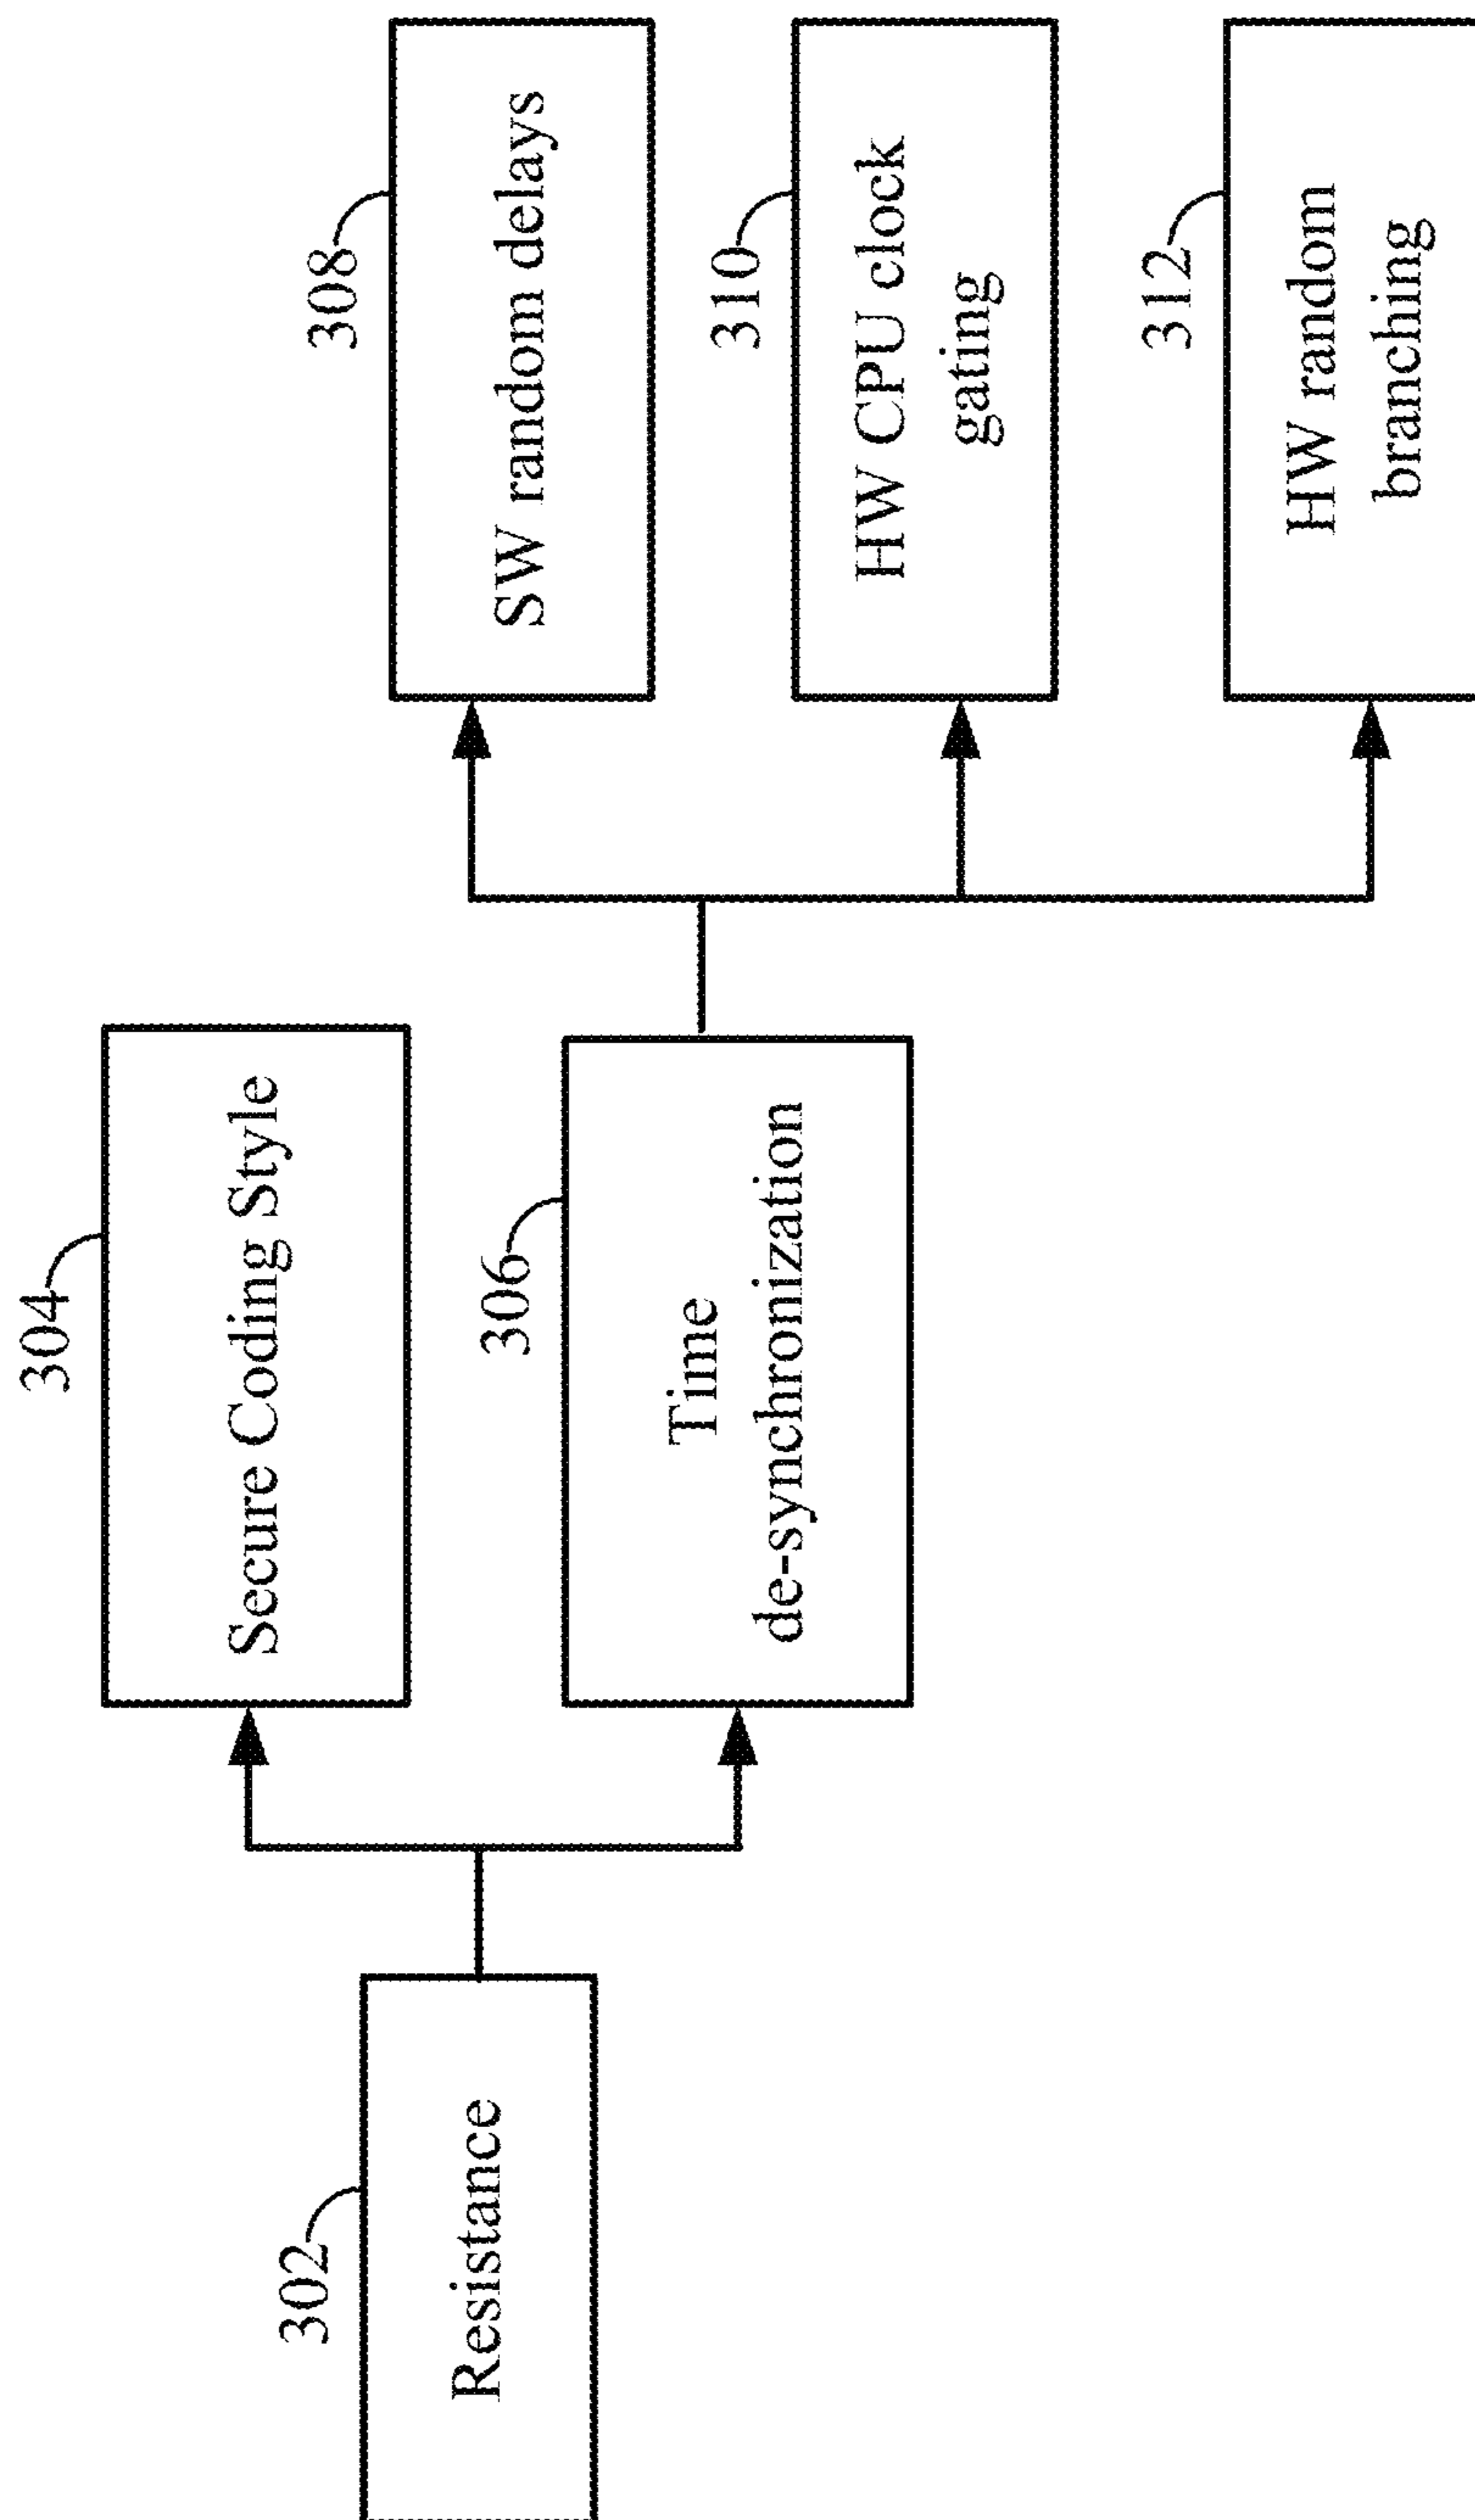 302
Resistance
304
Secure Coding Style
306
Time
de-synchronization
308
SW random delays
310
HW CPU clock
gating
312
HW random
branching